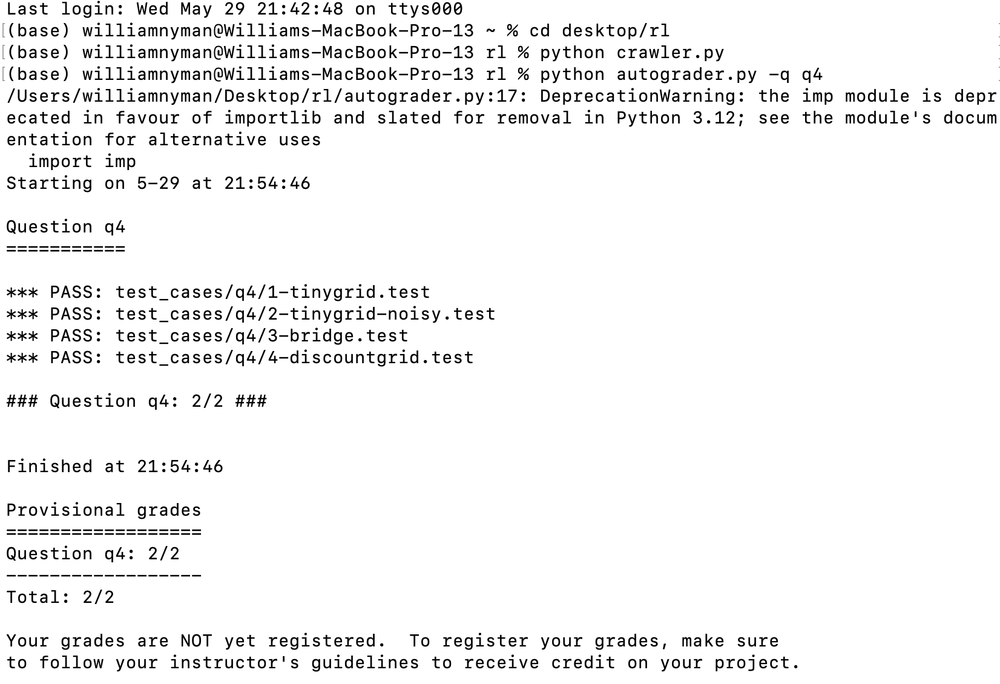 Last login: Wed May 29 21:42:48 on ttys000
[(base) williamnyman@Williams-MacBook-Pro-13 ~ % cd desktop/rl
[(base) williamnyman@Williams-MacBook-Pro-13 rl % python crawler.py
[(base) williamnyman@Williams-MacBook-Pro-13 rl % python autograder.py -q q4
/Users/williamnyman/Desktop/rl/autograder.py:17: DeprecationWarning: the imp module is depr
ecated in favour of importlib and slated for removal in Python 3.12; see the module's docum
entation for alternative uses
  import imp
Starting on 5-29 at 21:54:46

Question q4
===========

*** PASS: test_cases/q4/1-tinygrid.test
*** PASS: test_cases/q4/2-tinygrid-noisy.test
*** PASS: test_cases/q4/3-bridge.test
*** PASS: test_cases/q4/4-discountgrid.test

### Question q4: 2/2 ###


Finished at 21:54:46

Provisional grades
==================
Question q4: 2/2
------------------
Total: 2/2

Your grades are NOT yet registered.  To register your grades, make sure
to follow your instructor's guidelines to receive credit on your project.